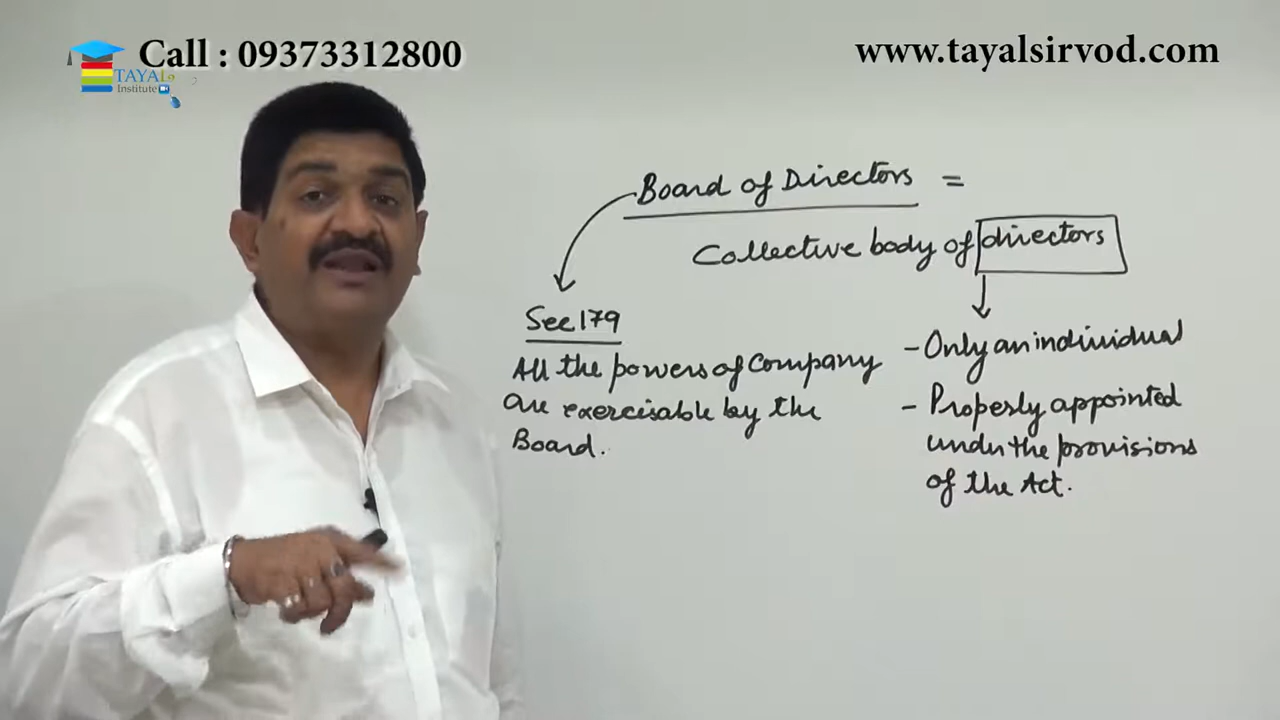 Call : 09373312800
www.tayalsirvod.com
TAYAL
Institute
Board of Directors =
Collective body of directors
Sec 179
All the powers of Company
are exercisable by the
Board.
- Only an individual
- Properly appointed
under the provisions
of the Act.